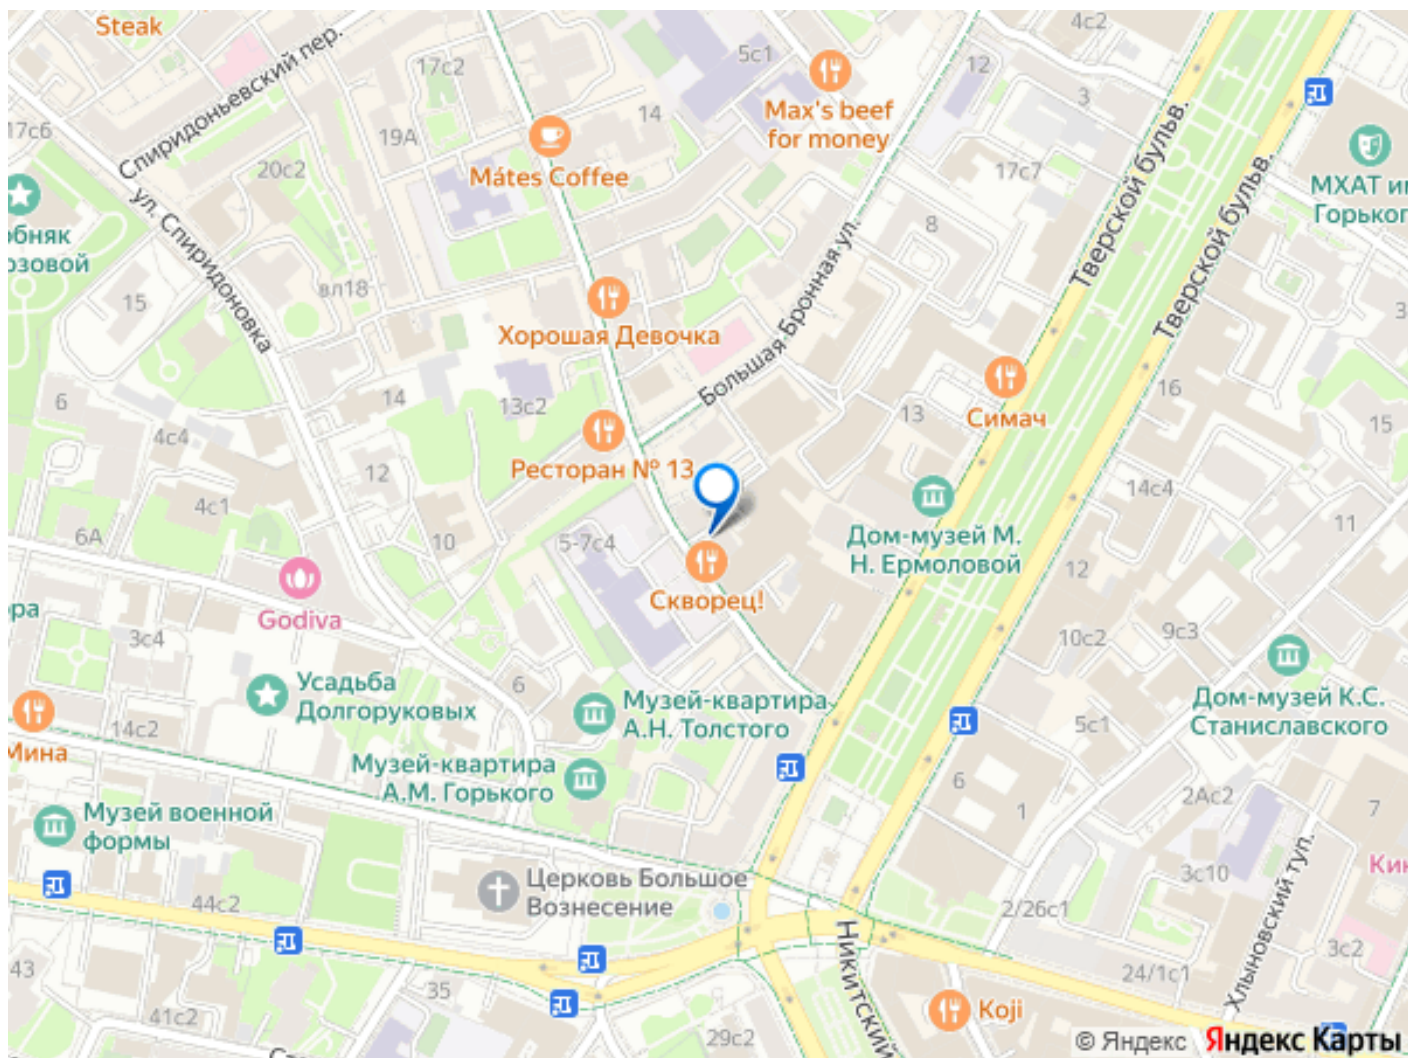 Steak
Спиридоньевский пер.
17с2
5с1
4с2
12
3
Max's beef
for money
14
19А
17с6
20с2
Mátes Coffee
ул. Спиридоновка
17с7
8
Тверской бульв.
Тверской бульв.
МХАТ им
Горьког
обняк
озовой
15
вл18
Хорошая Девочка
Большая Бронная ул.
Симач
16
13
15
6
14
13с2
4с4
12
Ресторан № 13
4с1
6А
10
5-7с4
14с4
11
Дом-музей М.
Н. Ермоловой
12
Скворец!
Godiva
ора
3с4
10с2
9с3
Усадьба
Долгоруковых
6
Музей-квартира
А.Н. Толстого
Дом-музей К.С.
Станиславского
5с1
14с2
Мина
Музей-квартира
А.М. Горького
6
1
2Ас2
7
Музей военной
формы
Хлыновский туп.
3с10
Кин
Церковь Большое
Вознесение
44с2
2/26с1
Никитский
3с2
43
35
24/1с1
41с2
29с2
Koji
© Яндекс Яндекс Карты